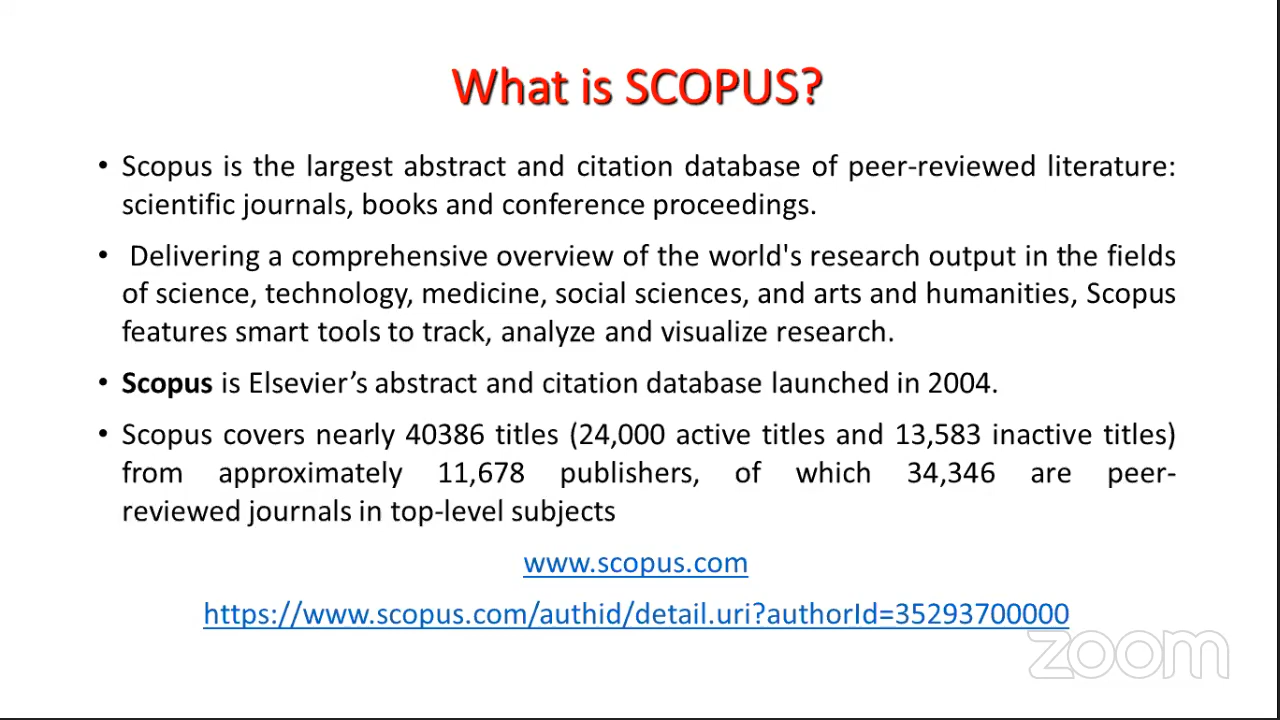 What is SCOPUS?
• Scopus is the largest abstract and citation database of peer-reviewed literature:
scientific journals, books and conference proceedings.
• Delivering a comprehensive overview of the world's research output in the fields
of science, technology, medicine, social sciences, and arts and humanities, Scopus
features smart tools to track, analyze and visualize research.
• Scopus is Elsevier’s abstract and citation database launched in 2004.
• Scopus covers nearly 40386 titles (24,000 active titles and 13,583 inactive titles)
from approximately 11,678 publishers, of which 34,346 are peer-
reviewed journals in top-level subjects
www.scopus.com
https://www.scopus.com/authid/detail.uri?authorId=35293700000
zoom